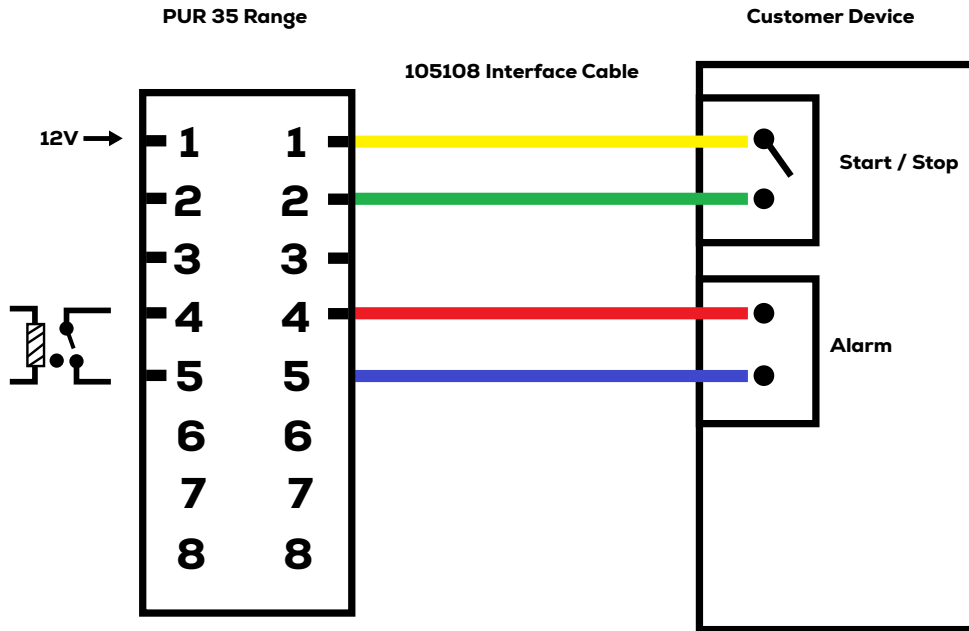 PUR 35 Range
Customer Device
105108 Interface Cable
12V
1 1
Start / Stop
2 2
3 3
4 4
Alarm
5 5
6 6
7 7
8 8